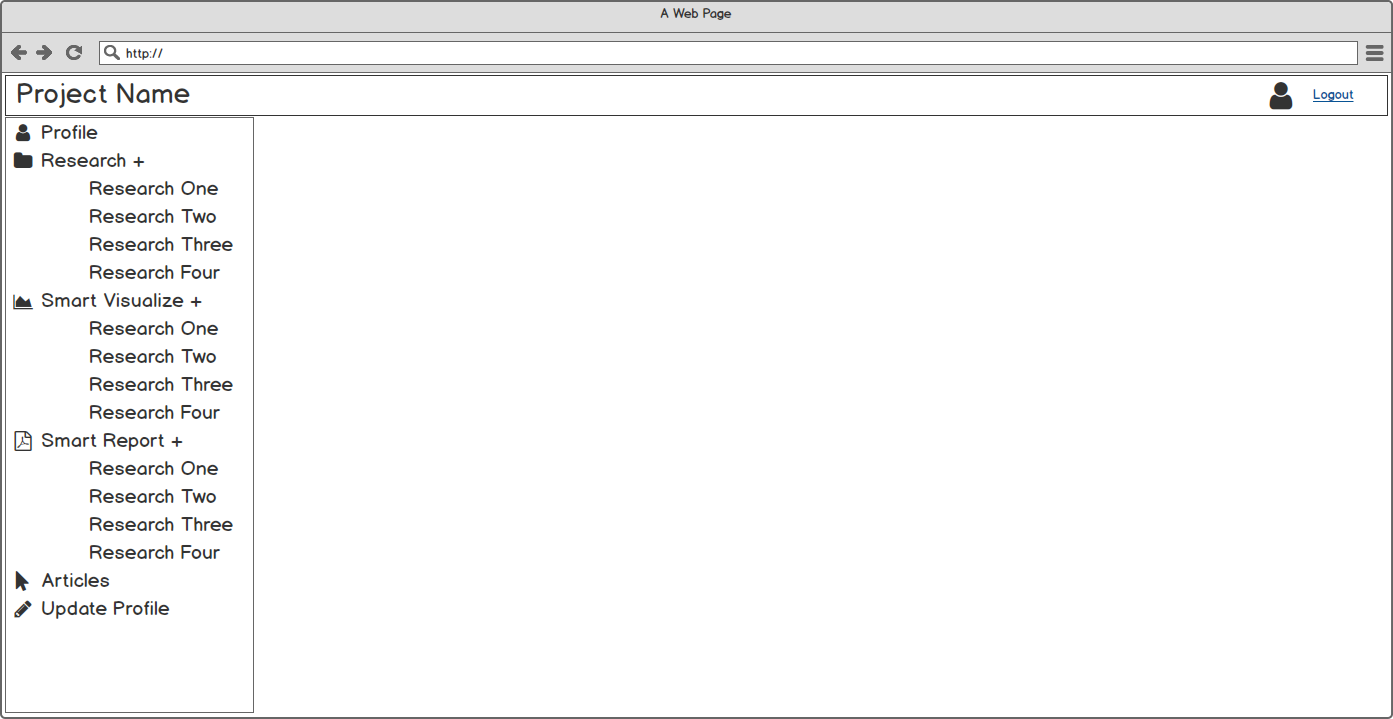 A Web Page
http://
Project Name
Logout
Profile
Research +
Research One
Research Two
Research Three
Research Four
Smart Visualize +
Research One
Research Two
Research Three
Research Four
Smart Report +
Research One
Research Two
Research Three
Research Four
Articles
Update Profile